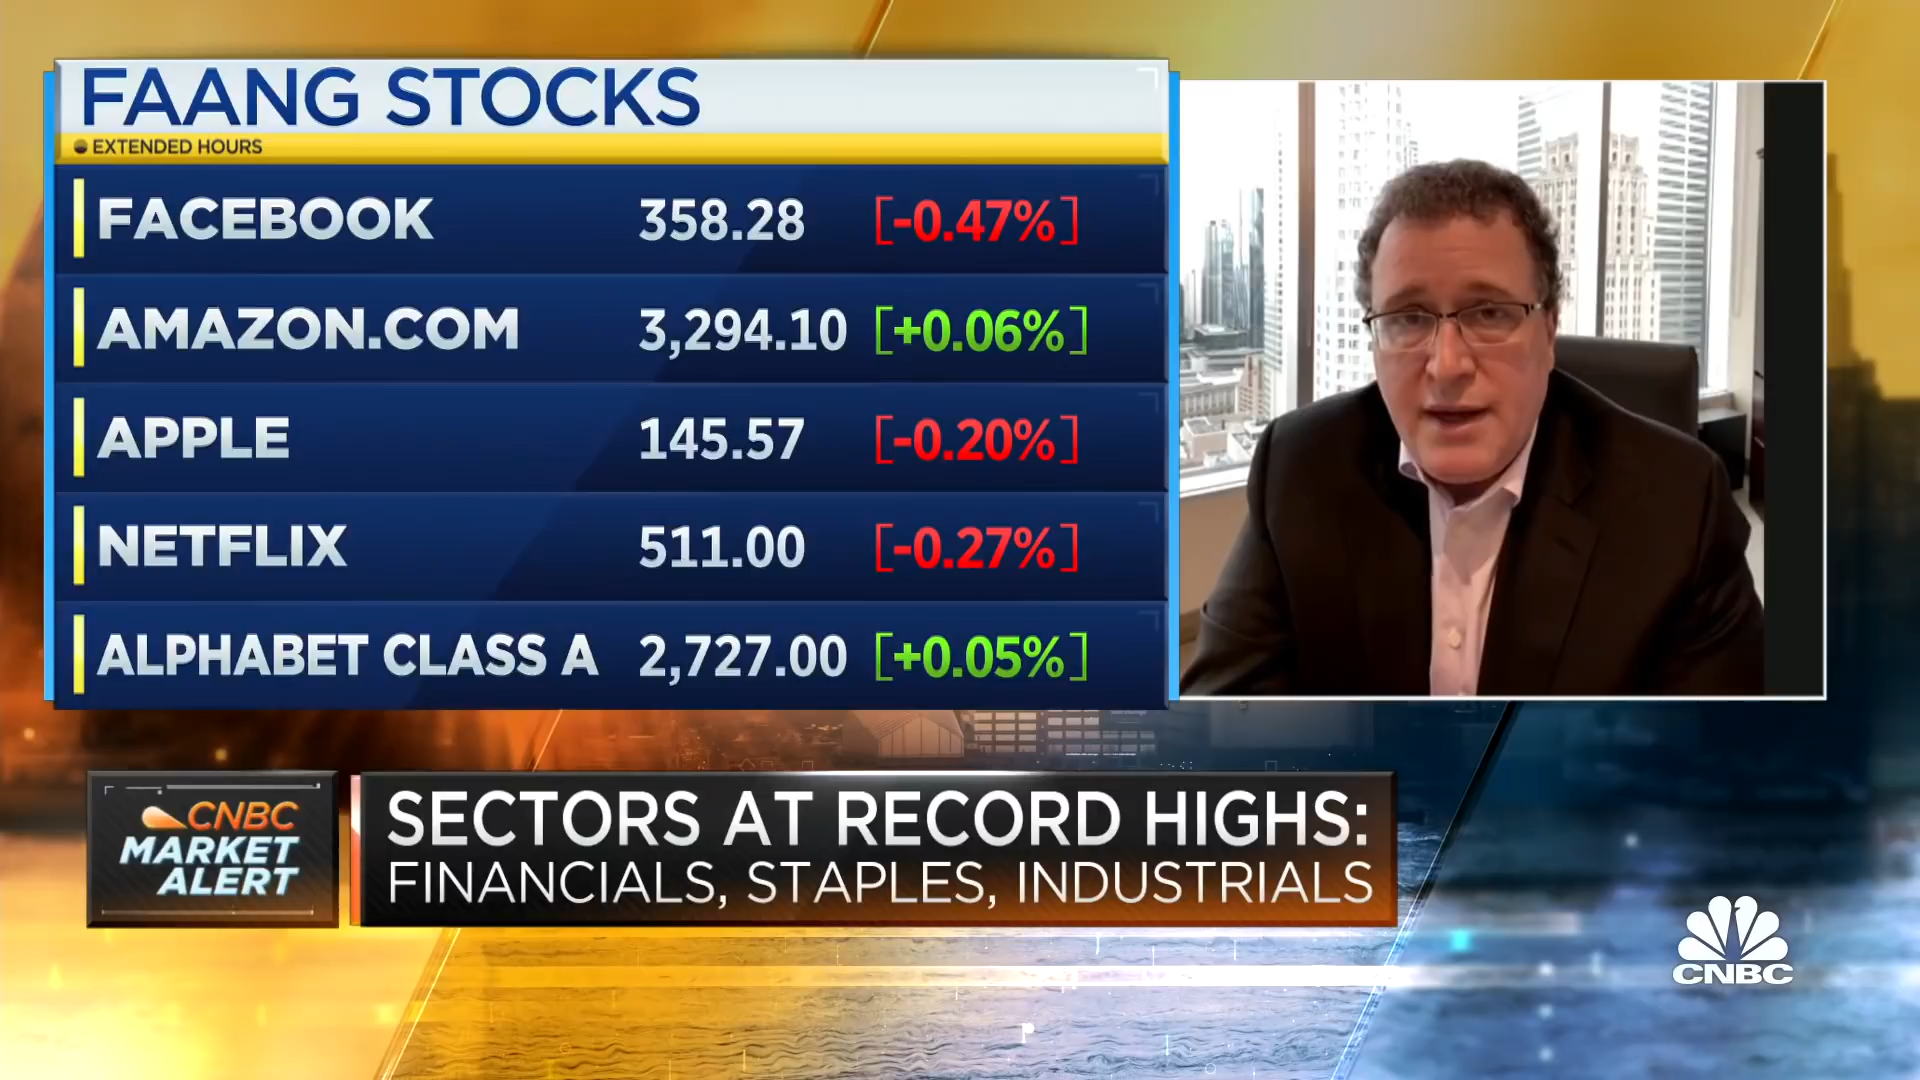 FAANG STOCKS
EXTENDED HOURS
FACEBOOK 358.28 [-0.47%]
AMAZON.COM 3,294.10 [+0.06%]
APPLE 145.57 [-0.20%]
NETFLIX 511.00 [-0.27%]
ALPHABET CLASS A 2,727.00 [+0.05%]
CNBC
MARKET
ALERT
SECTORS AT RECORD HIGHS:
FINANCIALS, STAPLES, INDUSTRIALS
CNBC